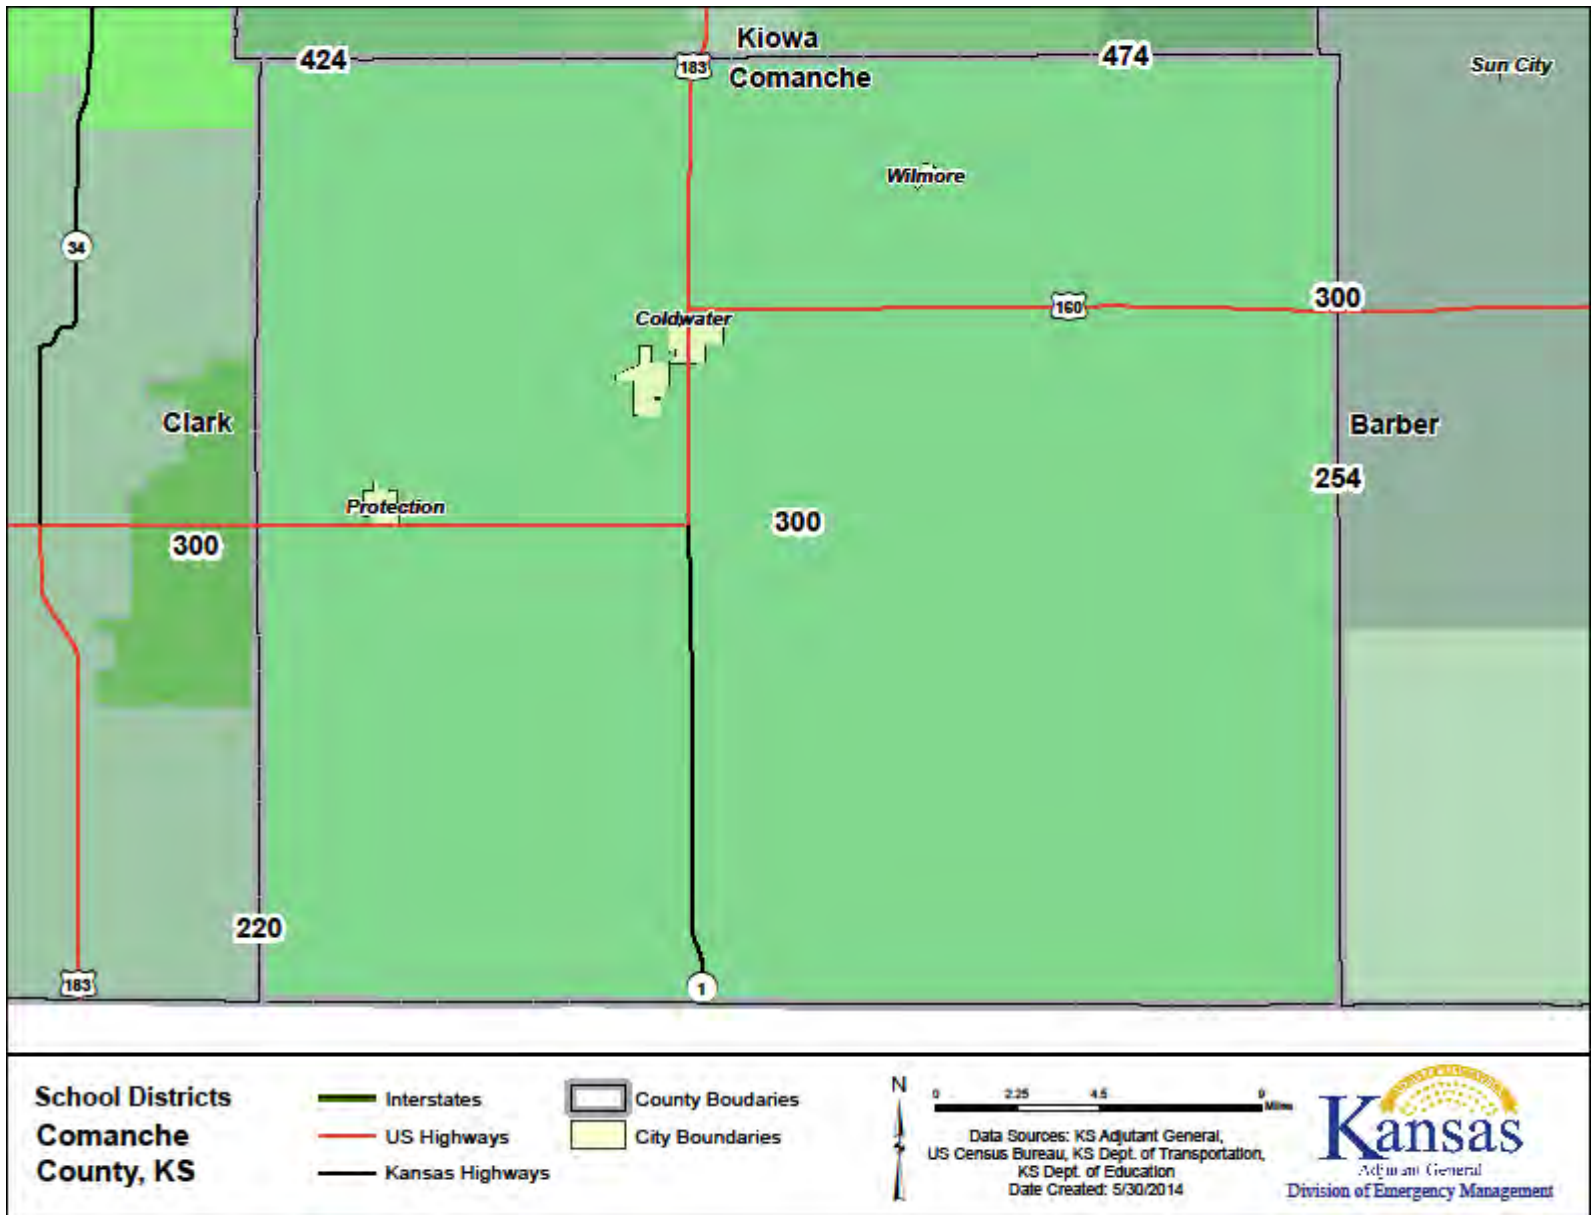 Kiowa
424
474
183
Comanche
Sun City
Wilmore
34
300
160
Coldwater
Clark
Barber
254
Protection
300
300
220
183
1
School Districts
Comanche
County, KS
Interstates
US Highways
Kansas Highways
County Boudaries
City Boundaries
N
0 2.25 4.5 9
Miles
Data Sources: KS Adjutant General,
US Census Bureau, KS Dept. of Transportation,
KS Dept. of Education
Date Created: 5/30/2014
Kansas
Adjutant General
Division of Emergency Management